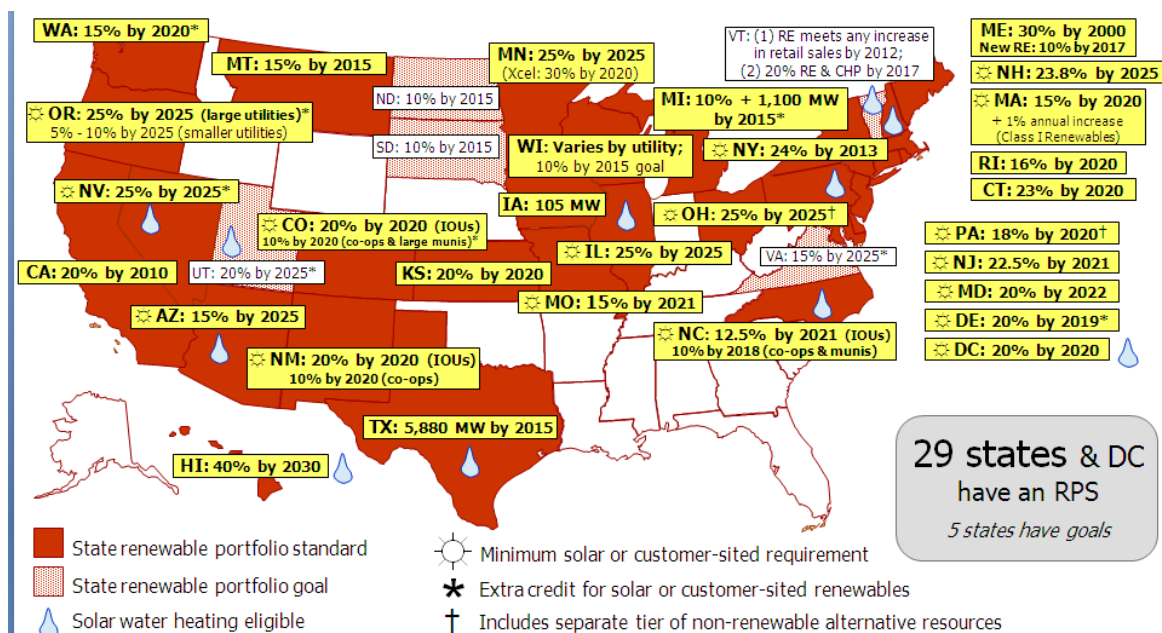 WA: 15% by 2020*
MT: 15% by 2015
MN: 25% by 2025
(Xcel: 30% by 2020)
VT: (1) RE meets any increase
in retail sales by 2012;
(2) 20% RE & CHP by 2017
ME: 30% by 2000
New RE: 10% by 2017
NH: 23.8% by 2025
MA: 15% by 2020
+ 1% annual increase
(Class I Renewables)
RI: 16% by 2020
CT: 23% by 2020
ND: 10% by 2015
OR: 25% by 2025 (large utilities)*
5% - 10% by 2025 (smaller utilities)
MI: 10% + 1,100 MW
by 2015*
SD: 10% by 2015
WI: Varies by utility;
10% by 2015 goal
NY: 24% by 2013
NV: 25% by 2025*
IA: 105 MW
OH: 25% by 2025†
CO: 20% by 2020 (IOUs)
10% by 2020 (co-ops & large munis)*
IL: 25% by 2025
VA: 15% by 2025*
CA: 20% by 2010
UT: 20% by 2025*
KS: 20% by 2020
PA: 18% by 2020†
NJ: 22.5% by 2021
MD: 20% by 2022
DE: 20% by 2019*
DC: 20% by 2020
MO: 15% by 2021
AZ: 15% by 2025
NC: 12.5% by 2021 (IOUs)
10% by 2018 (co-ops & munis)
NM: 20% by 2020 (IOUs)
10% by 2020 (co-ops)
TX: 5,880 MW by 2015
HI: 40% by 2030
29 states & DC
have an RPS
5 states have goals
State renewable portfolio standard
State renewable portfolio goal
Solar water heating eligible
Minimum solar or customer-sited requirement
* Extra credit for solar or customer-sited renewables
† Includes separate tier of non-renewable alternative resources